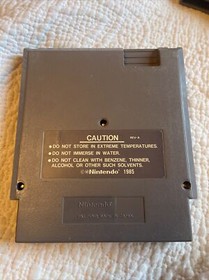 CAUTION REV-A
●DO NOT STORE IN EXTREME TEMPERATURES.
●DO NOT IMMERSE IN WATER.
●DO NOT CLEAN WITH BENZENE, THINNER,
ALCOHOL OR OTHER SUCH SOLVENTS.
©Nintendo 1985
Nintendo